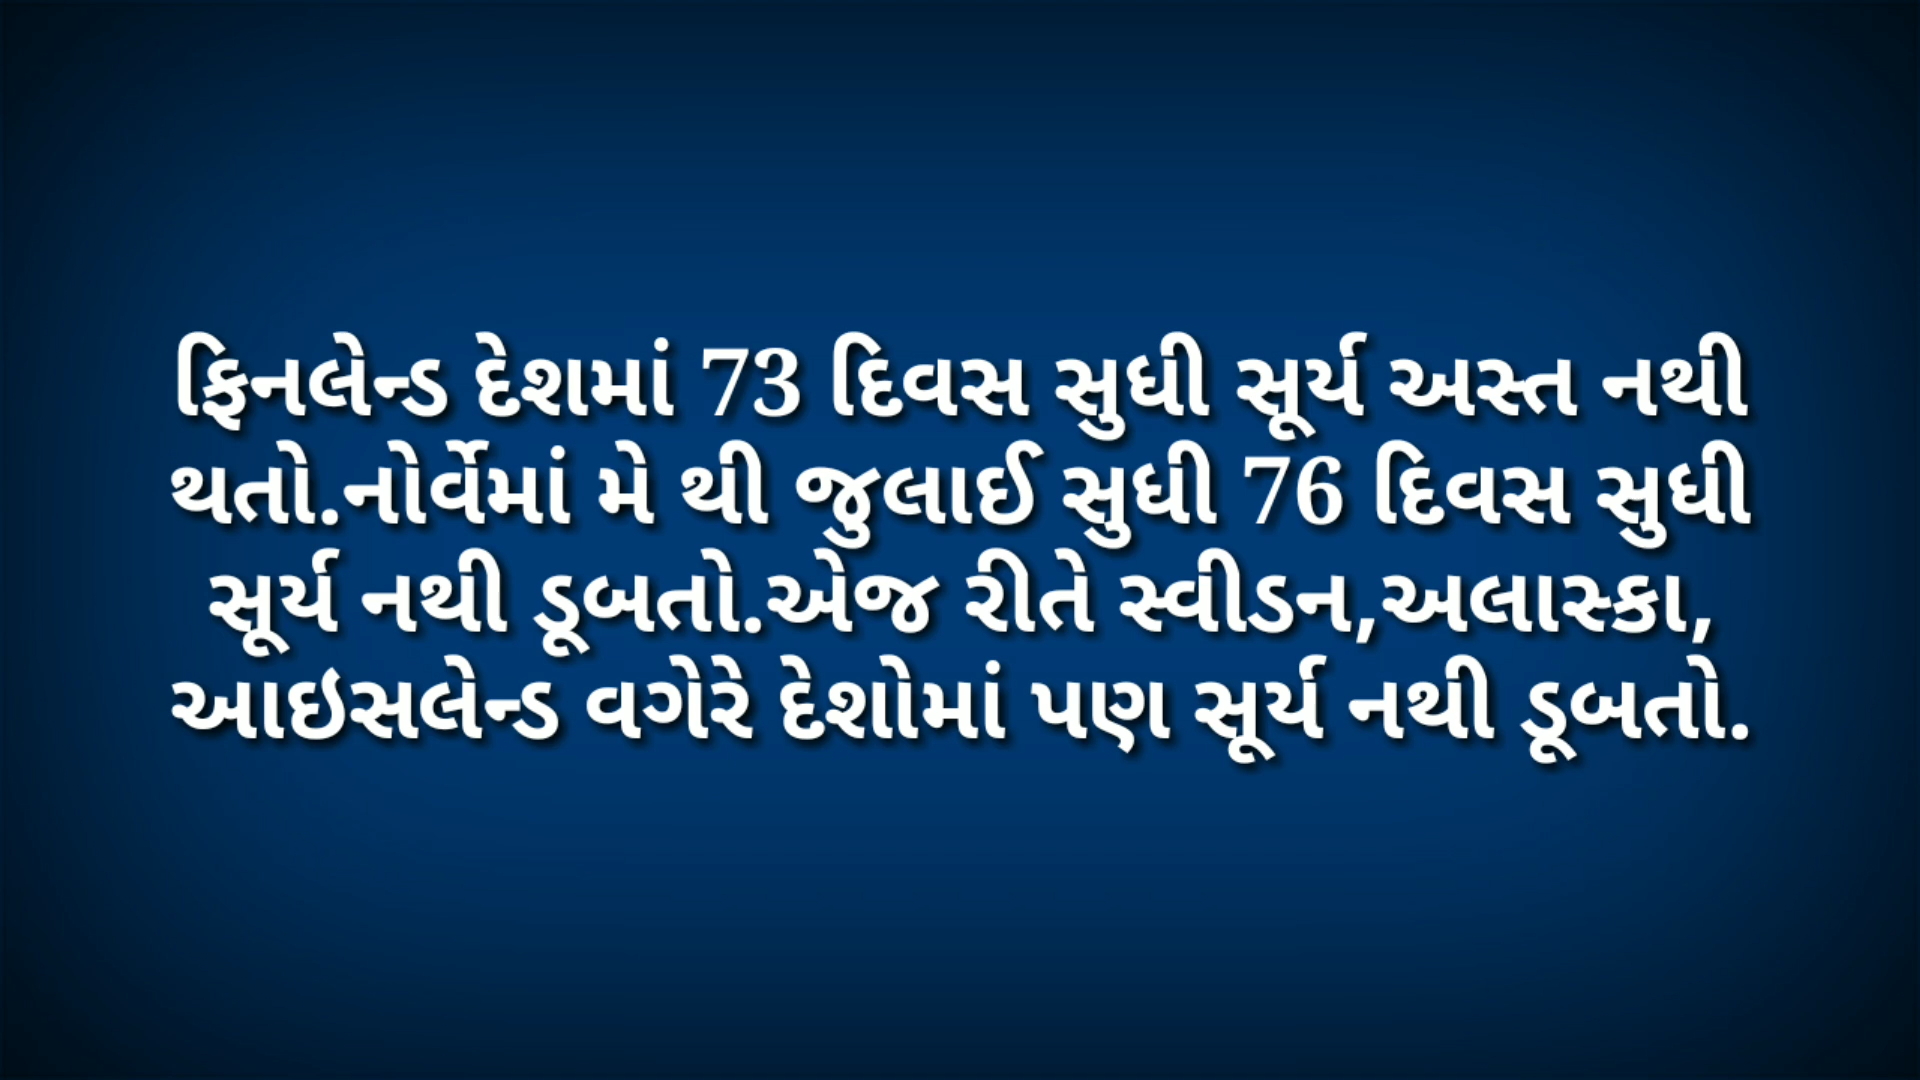 ફિનલેન્ડ દેશમાં 73 દિવસ સુધી સૂર્ય અસ્ત નથી
થતો.નોર્વેમાં મે થી જુલાઈ સુધી 76 દિવસ સુધી
સૂર્ય નથી ડૂબતો.એજ રીતે સ્વીડન,અલાસ્કા,
આઇસલેન્ડ વગેરે દેશોમાં પણ સૂર્ય નથી ડૂબતો.